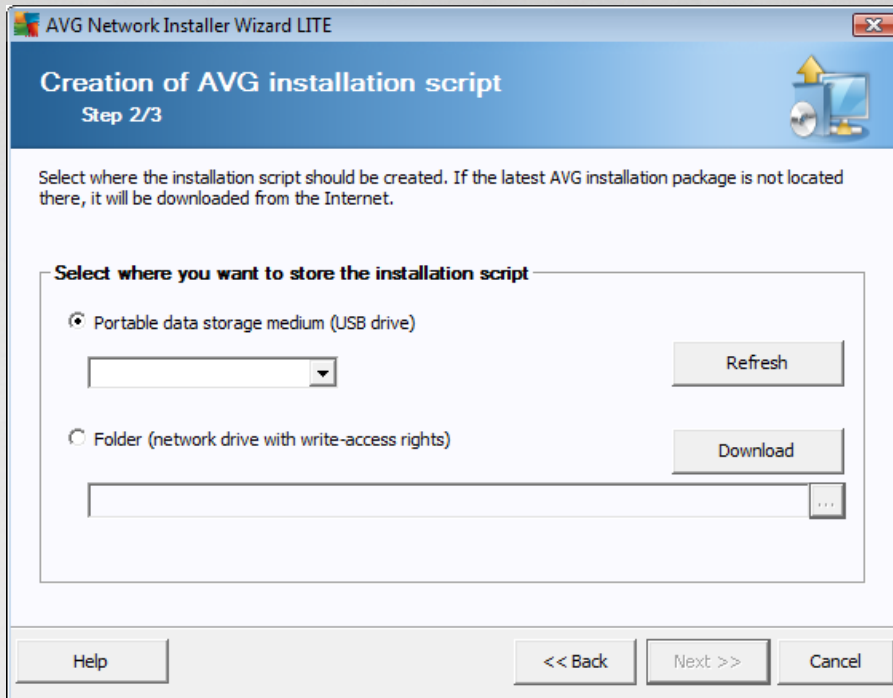 AVG Network Installer Wizard LITE
Creation of AVG installation script
Step 2/3
Select where the installation script should be created. If the latest AVG installation package is not located
there, it will be downloaded from the Internet.
Select where you want to store the installation script
Portable data storage medium (USB drive)
Refresh
Folder (network drive with write-access rights)
Download
...
Help
<< Back
Next >>
Cancel